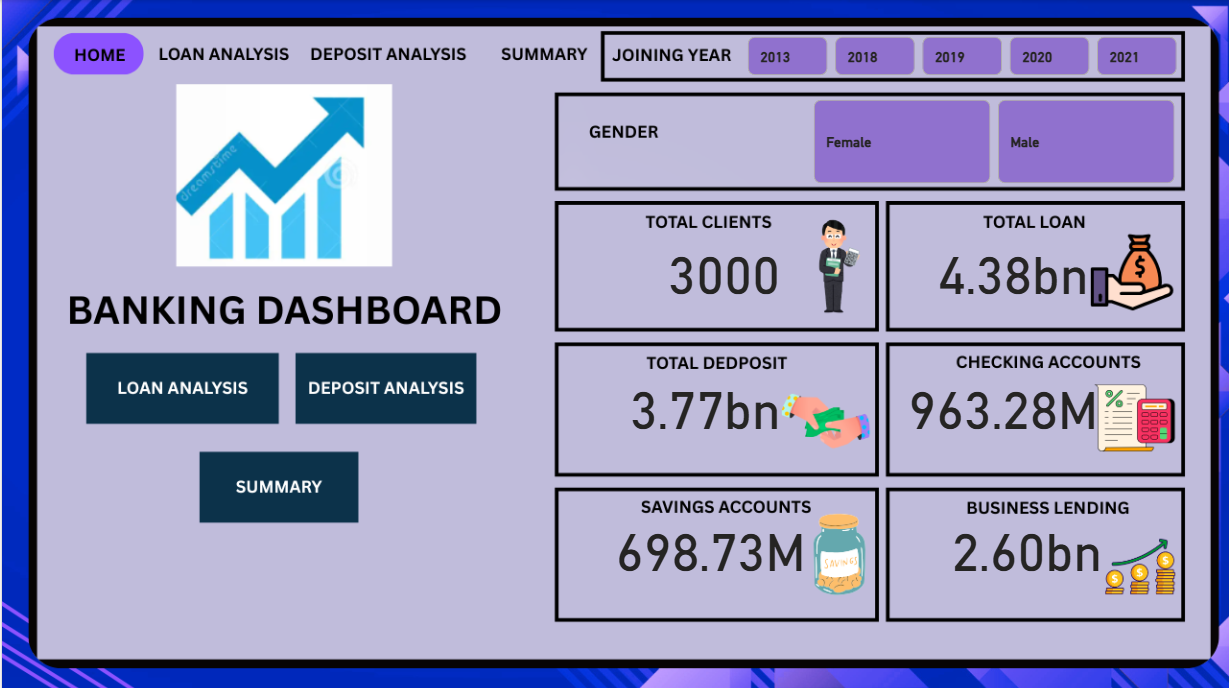 HOME
LOAN ANALYSIS
DEPOSIT ANALYSIS
SUMMARY
JOINING YEAR
2013
2018
2019
2020
2021
dreamstime
GENDER
Female
Male
BANKING DASHBOARD
LOAN ANALYSIS
DEPOSIT ANALYSIS
SUMMARY
TOTAL CLIENTS
3000
TOTAL LOAN
4.38bn
$
TOTAL DEDPOSIT
3.77bn
CHECKING ACCOUNTS
963.28M
%
SAVINGS ACCOUNTS
698.73M
SAVINGS
BUSINESS LENDING
2.60bn
$
$
$